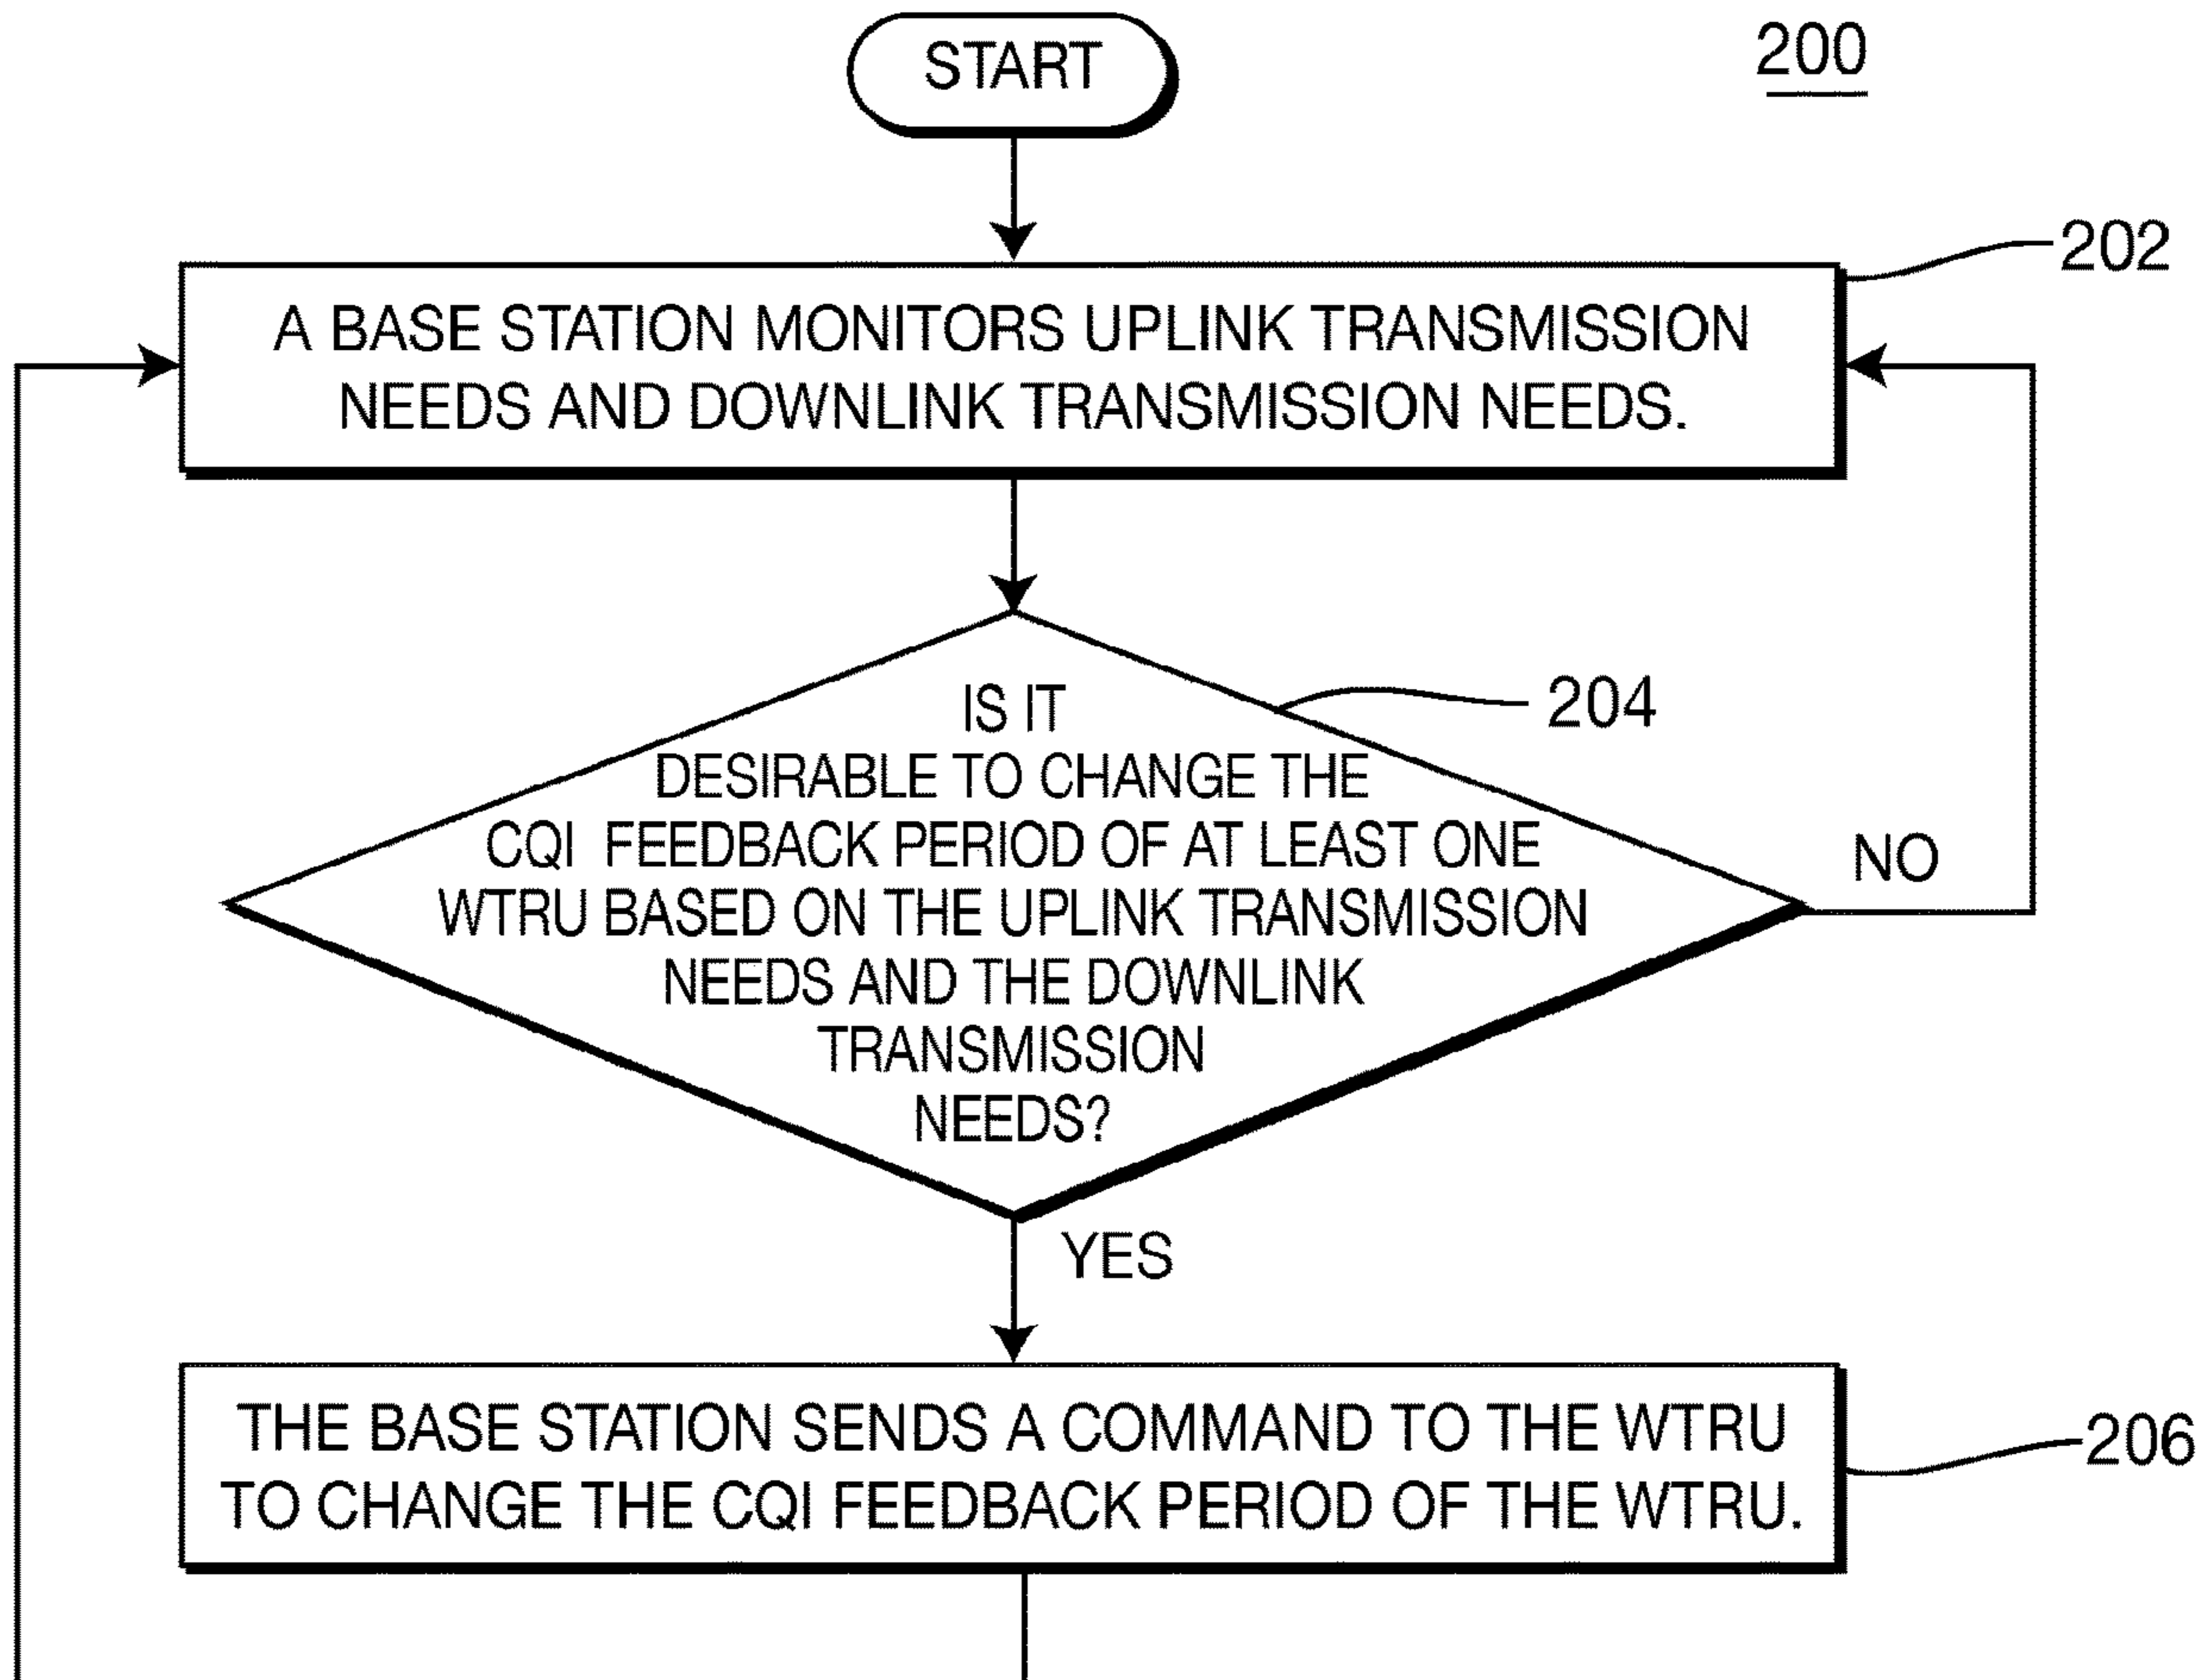 START
200
202
A BASE STATION MONITORS UPLINK TRANSMISSION
NEEDS AND DOWNLINK TRANSMISSION NEEDS.
204
IS IT
DESIRABLE TO CHANGE THE
CQI FEEDBACK PERIOD OF AT LEAST ONE
WTRU BASED ON THE UPLINK TRANSMISSION
NEEDS AND THE DOWNLINK
TRANSMISSION
NEEDS?
NO
YES
THE BASE STATION SENDS A COMMAND TO THE WTRU
TO CHANGE THE CQI FEEDBACK PERIOD OF THE WTRU.
206